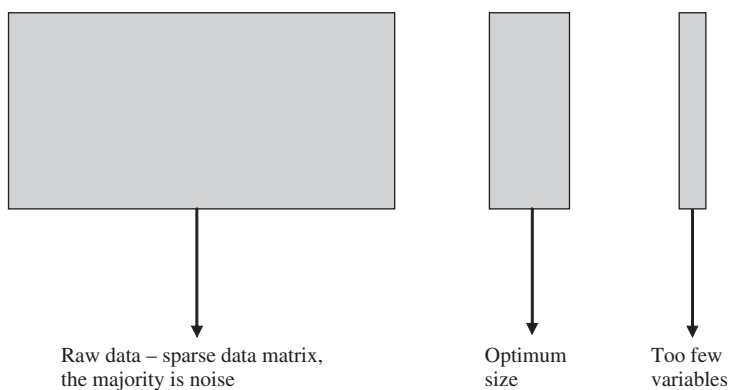 Raw data – sparse data matrix,
the majority is noise
Optimum
size
Too few
variables